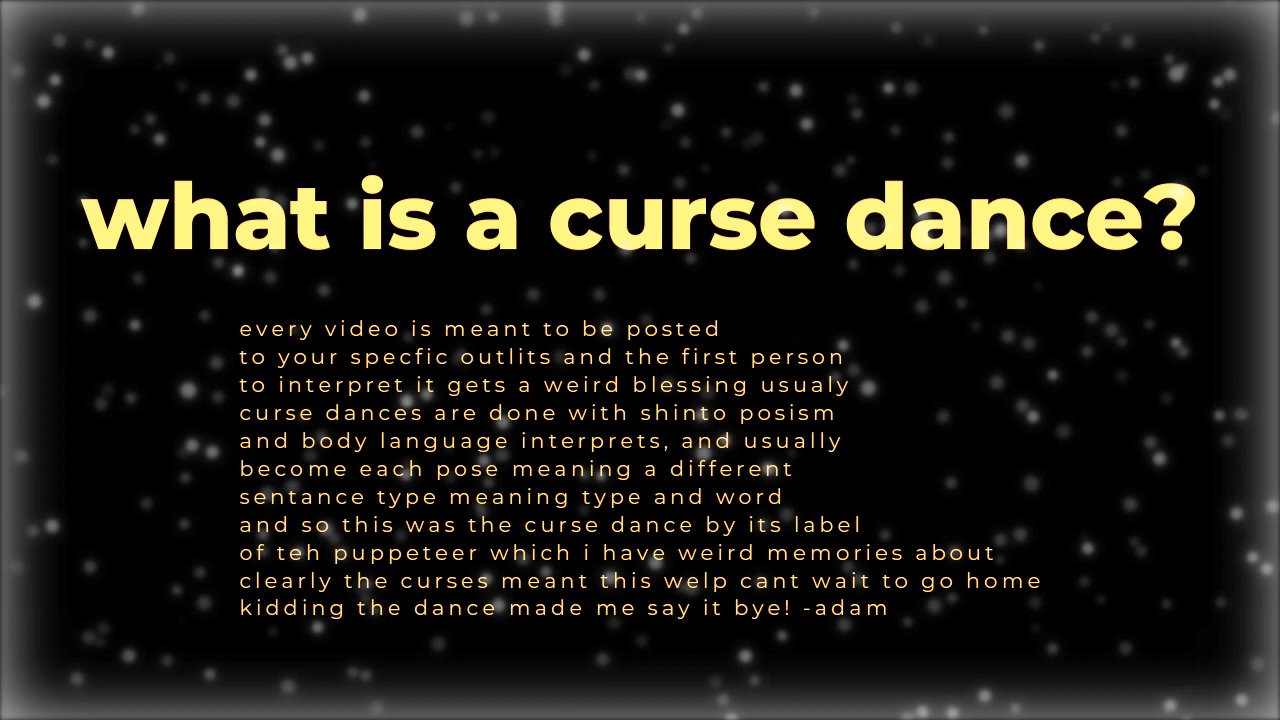 what is a curse dance?
every video is meant to be posted
to your specfic outlits and the first person
to interpret it gets a weird blessing usualy
curse dances are done with shinto posism
and body language interprets, and usually
become each pose meaning a different
sentance type meaning type and word
and so this was the curse dance by its label
of teh puppeteer which i have weird memories about
clearly the curses meant this welp cant wait to go home
kidding the dance made me say it bye! -adam